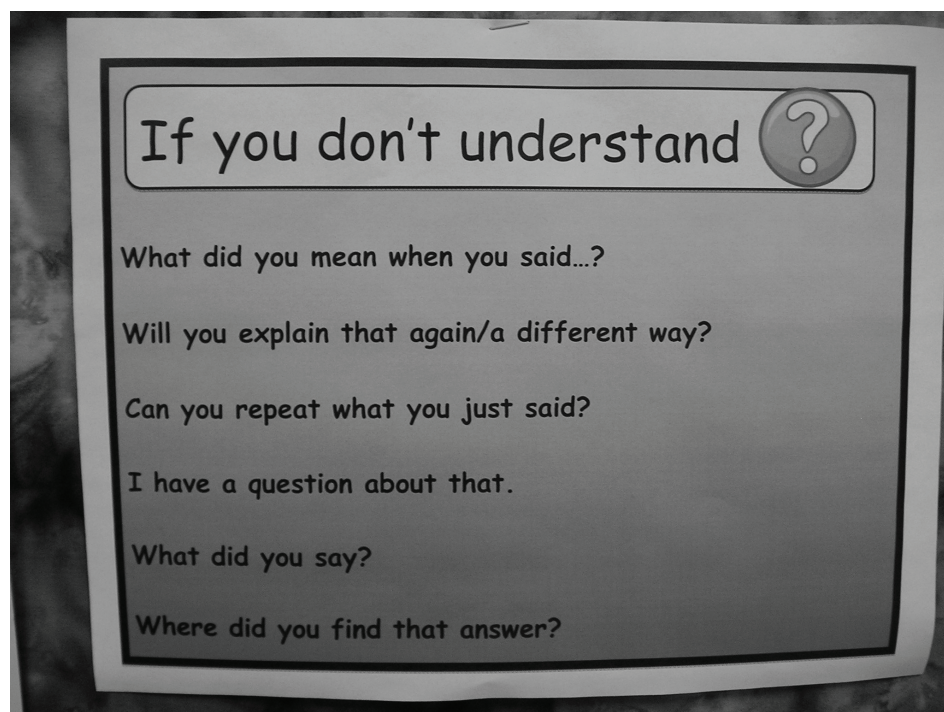 If you don't understand ?
What did you mean when you said...?
Will you explain that again/a different way?
Can you repeat what you just said?
I have a question about that.
What did you say?
Where did you find that answer?